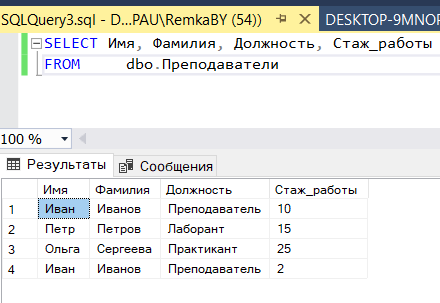 SQLQuery3.sql - D...PAU\RemkaBY (54))
DESKTOP-9MNOP
SELECT Имя, Фамилия, Должность, Стаж_работы
FROM dbo.Преподаватели
100 %
Результаты Сообщения
Имя Фамилия Должность Стаж_работы
1 Иван Иванов Преподаватель 10
2 Петр Петров Лаборант 15
3 Ольга Сергеева Практикант 25
4 Иван Иванов Преподаватель 2